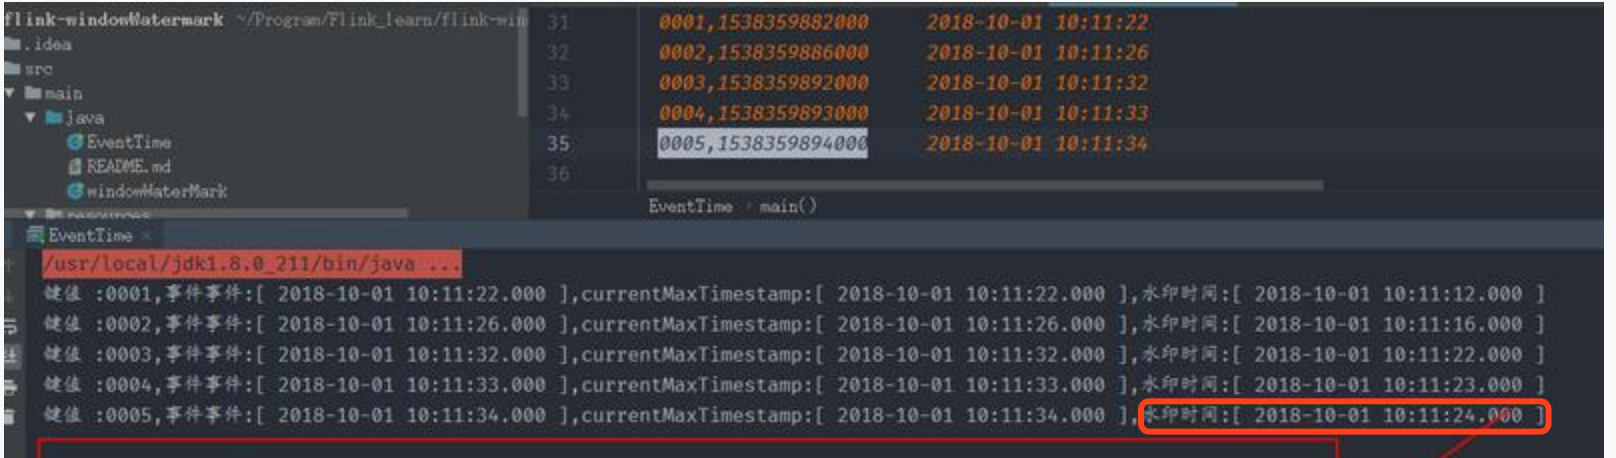 flink-windowWatermark ~/Program/Flink_learn/flink-win
.idea
src
main
java
EventTime
README.md
windowWaterMark
resources
31 0001,1538359882000 2018-10-01 10:11:22
32 0002,1538359886000 2018-10-01 10:11:26
33 0003,1538359892000 2018-10-01 10:11:32
34 0004,1538359893000 2018-10-01 10:11:33
35 0005,1538359894000 2018-10-01 10:11:34
36
EventTime › main()
EventTime ×
/usr/local/jdk1.8.0_211/bin/java ...
键值 :0001,事件事件:[ 2018-10-01 10:11:22.000 ],currentMaxTimestamp:[ 2018-10-01 10:11:22.000 ],水印时间:[ 2018-10-01 10:11:12.000 ]
键值 :0002,事件事件:[ 2018-10-01 10:11:26.000 ],currentMaxTimestamp:[ 2018-10-01 10:11:26.000 ],水印时间:[ 2018-10-01 10:11:16.000 ]
键值 :0003,事件事件:[ 2018-10-01 10:11:32.000 ],currentMaxTimestamp:[ 2018-10-01 10:11:32.000 ],水印时间:[ 2018-10-01 10:11:22.000 ]
键值 :0004,事件事件:[ 2018-10-01 10:11:33.000 ],currentMaxTimestamp:[ 2018-10-01 10:11:33.000 ],水印时间:[ 2018-10-01 10:11:23.000 ]
键值 :0005,事件事件:[ 2018-10-01 10:11:34.000 ],currentMaxTimestamp:[ 2018-10-01 10:11:34.000 ],水印时间:[ 2018-10-01 10:11:24.000 ]